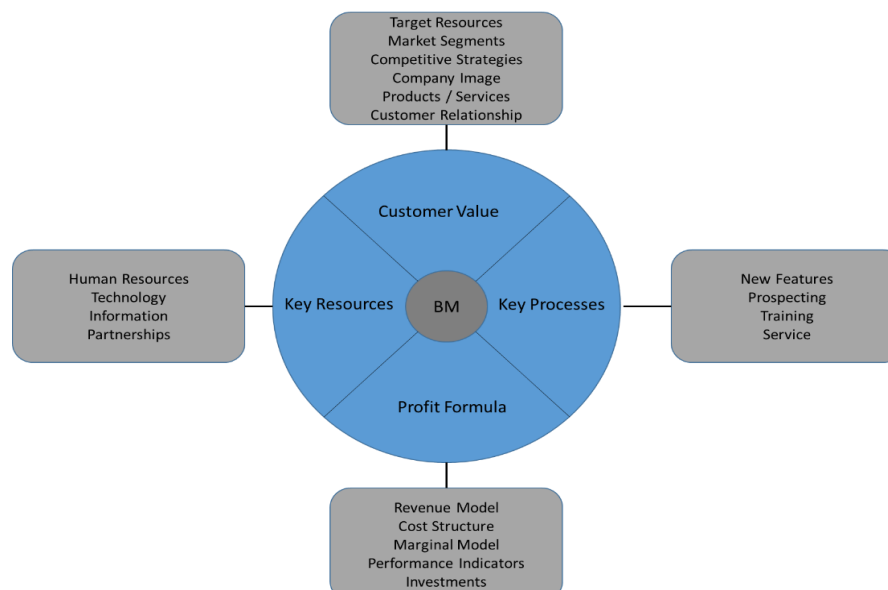 Target Resources
Market Segments
Competitive Strategies
Company Image
Products / Services
Customer Relationship
Customer Value
Human Resources
Technology
Information
Partnerships
Key Resources
BM
Key Processes
New Features
Prospecting
Training
Service
Profit Formula
Revenue Model
Cost Structure
Marginal Model
Performance Indicators
Investments